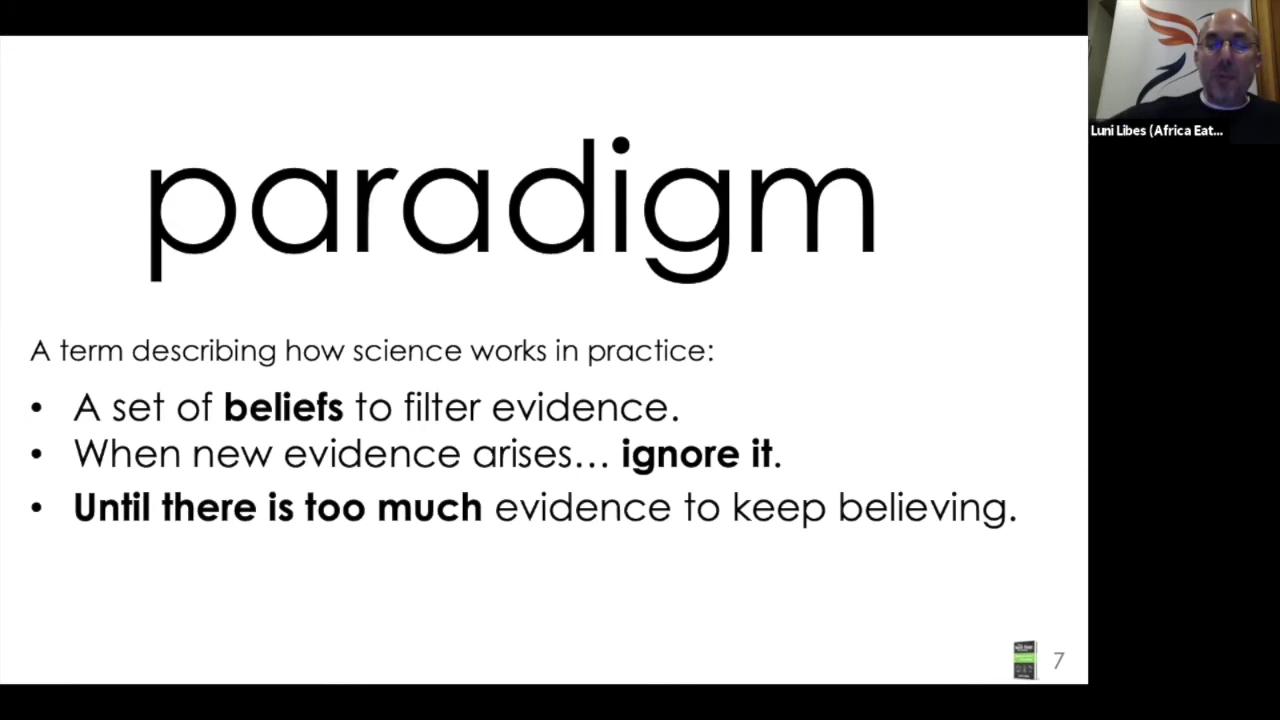 paradigm
A term describing how science works in practice:
• A set of beliefs to filter evidence.
• When new evidence arises... ignore it.
• Until there is too much evidence to keep believing.
7
Luni Libes (Africa Eat...